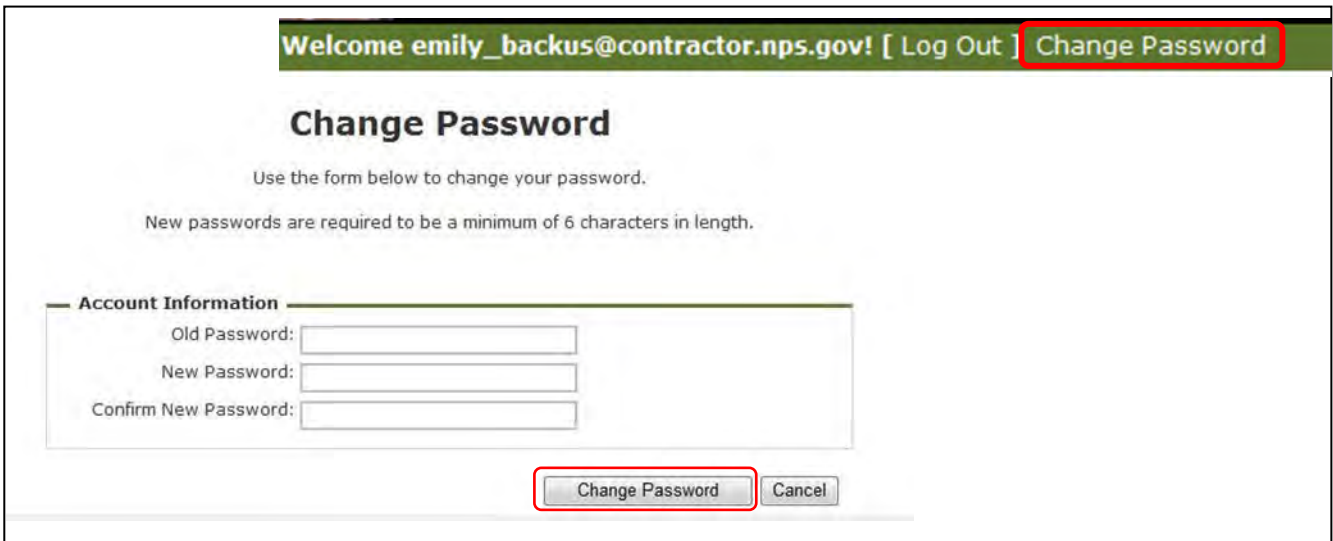 Welcome emily_backus@contractor.nps.gov! [ Log Out ] Change Password
Change Password
Use the form below to change your password.
New passwords are required to be a minimum of 6 characters in length.
Account Information
Old Password:
New Password:
Confirm New Password:
Change Password Cancel